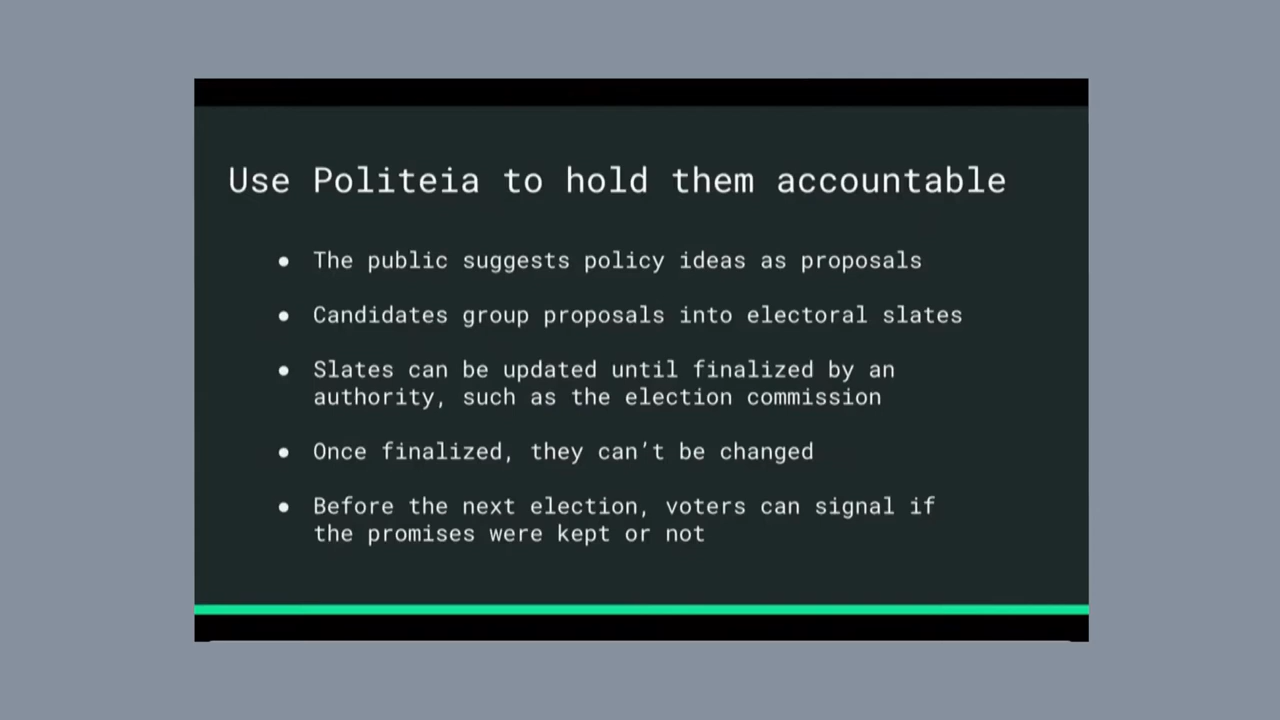 Use Politeia to hold them accountable
● The public suggests policy ideas as proposals
● Candidates group proposals into electoral slates
● Slates can be updated until finalized by an
authority, such as the election commission
● Once finalized, they can’t be changed
● Before the next election, voters can signal if
the promises were kept or not